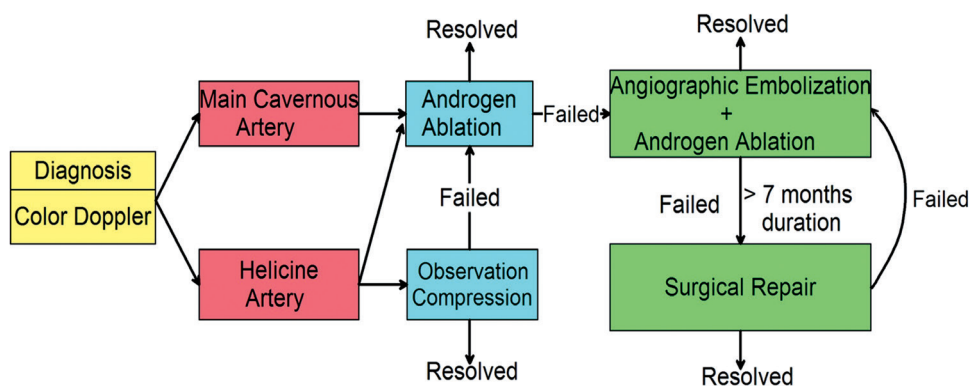 Diagnosis
Color Doppler
Main Cavernous
Artery
Helicine
Artery
Resolved
Androgen
Ablation
Failed
Observation
Compression
Resolved
Failed
Resolved
Angiographic Embolization
+
Androgen Ablation
Failed
> 7 months
duration
Failed
Surgical Repair
Resolved